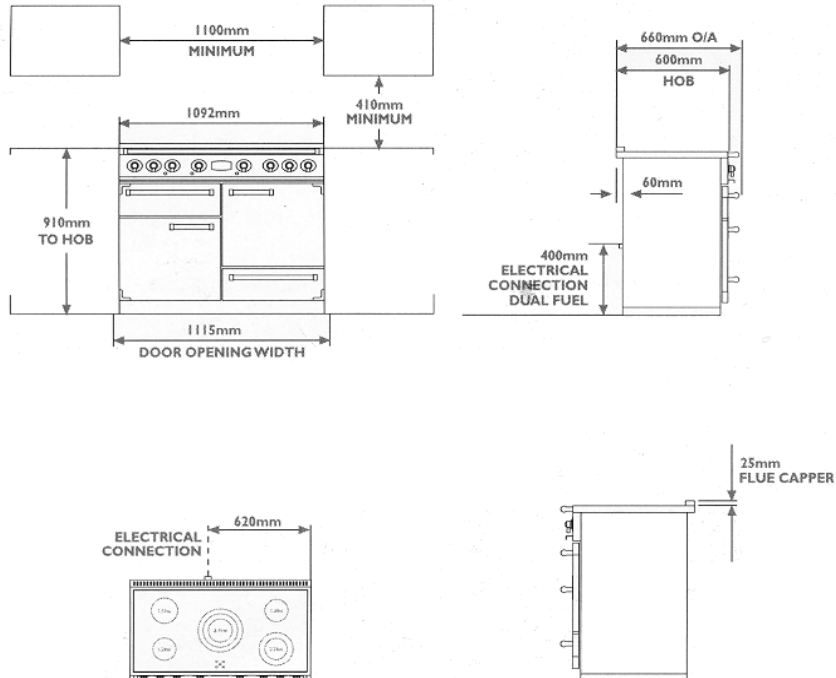 1100mm
MINIMUM
410mm
MINIMUM
1092mm
910mm
TO HOB
1115mm
DOOR OPENING WIDTH
660mm O/A
600mm
HOB
60mm
400mm
ELECTRICAL
CONNECTION
DUAL FUEL
620mm
ELECTRICAL
CONNECTION
25mm
FLUE CAPPER